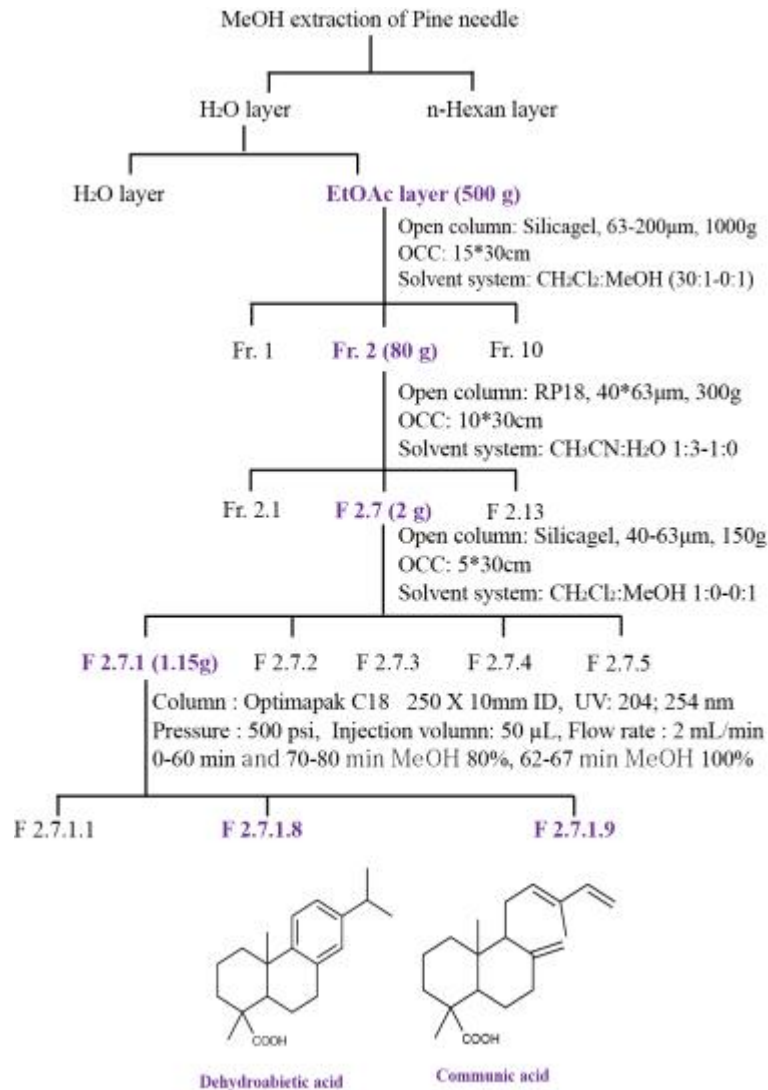 MeOH extraction of Pine needle
H₂O layer
n-Hexan layer
H₂O layer
EtOAc layer (500 g)
Open column: Silicagel, 63-200μm, 1000g
OCC: 15*30cm
Solvent system: CH₂Cl₂:MeOH (30:1-0:1)
Fr. 1
Fr. 2 (80 g)
Fr. 10
Open column: RP18, 40*63μm, 300g
OCC: 10*30cm
Solvent system: CH₃CN:H₂O 1:3-1:0
Fr. 2.1
F 2.7 (2 g)
F 2.13
Open column: Silicagel, 40-63μm, 150g
OCC: 5*30cm
Solvent system: CH₂Cl₂:MeOH 1:0-0:1
F 2.7.1 (1.15g)
F 2.7.2
F 2.7.3
F 2.7.4
F 2.7.5
Column : Optimapak C18 250 X 10mm ID, UV: 204; 254 nm
Pressure : 500 psi, Injection volumn: 50 μL, Flow rate : 2 mL/min
0-60 min and 70-80 min MeOH 80%, 62-67 min MeOH 100%
F 2.7.1.1
F 2.7.1.8
F 2.7.1.9
COOH
COOH
Dehydroabietic acid
Communic acid